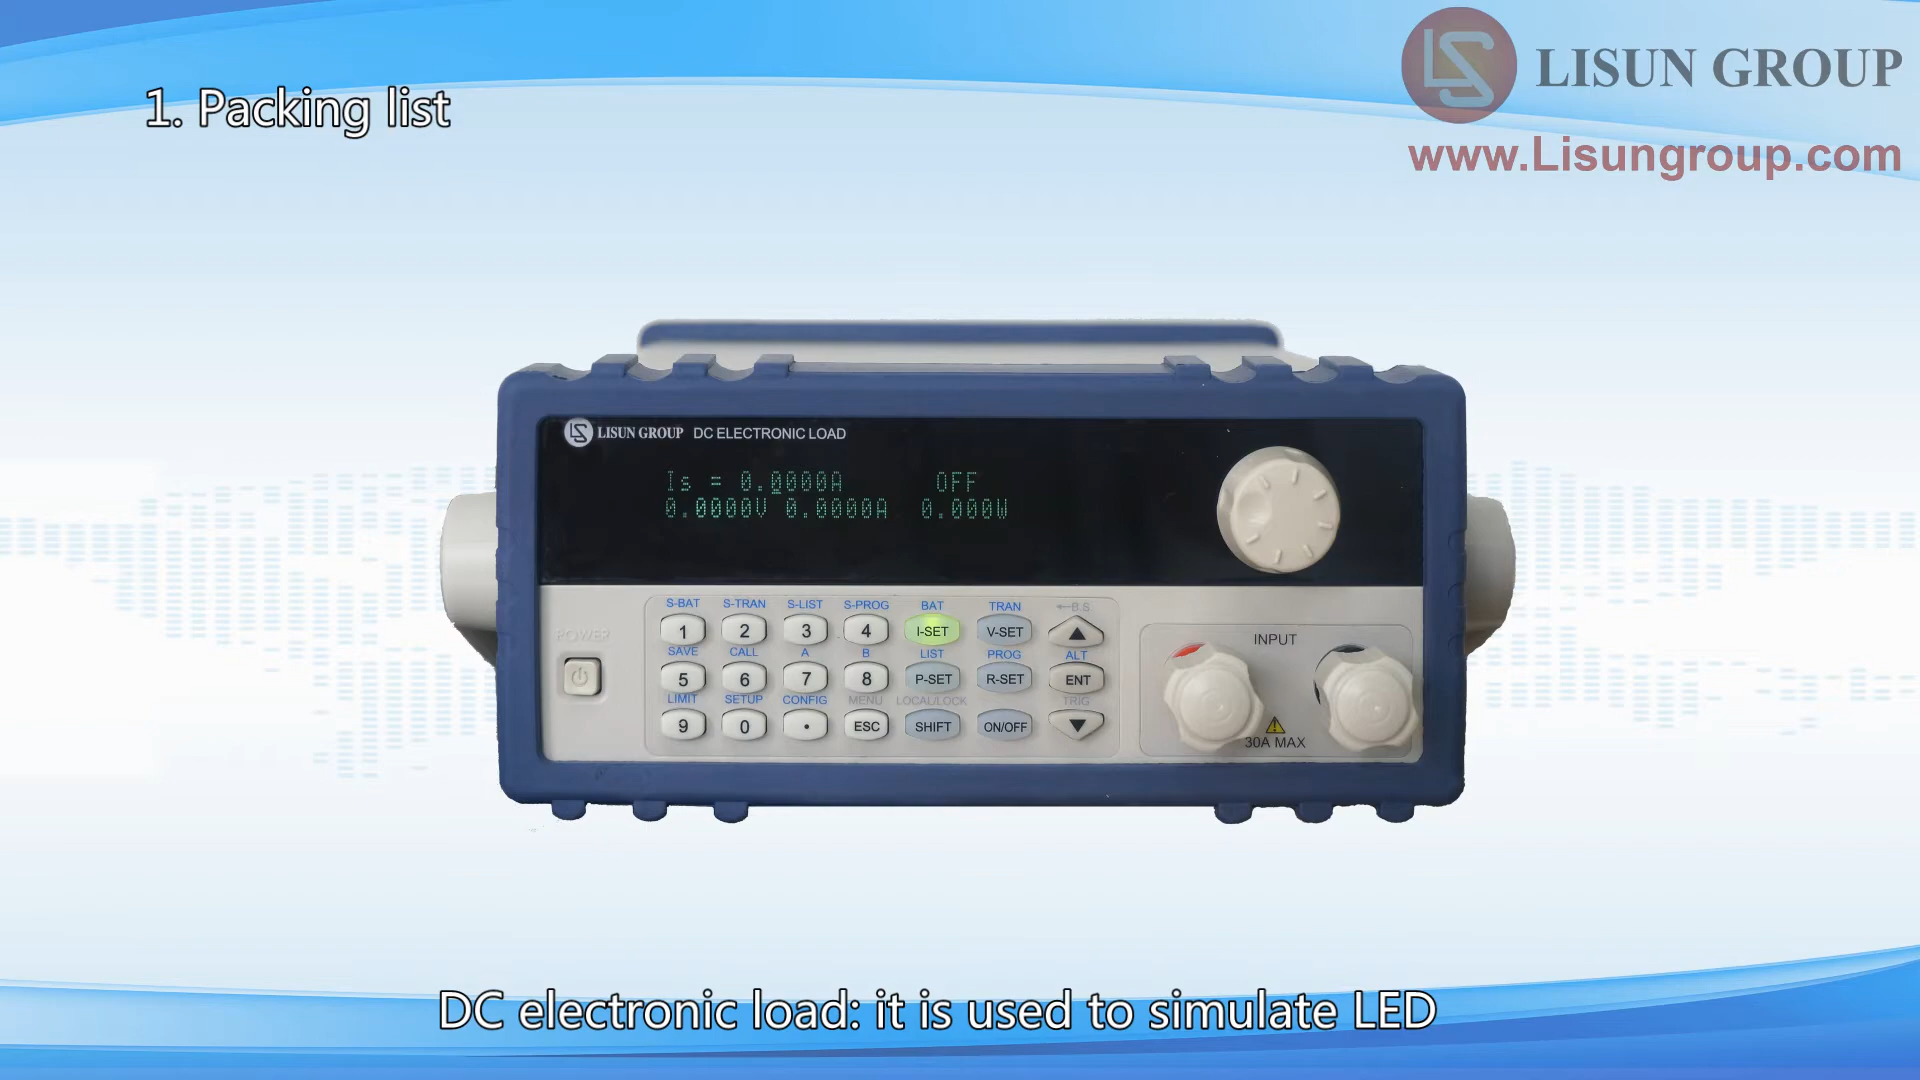 LISUN GROUP
www.Lisungroup.com
1. Packing list
LISUN GROUP DC ELECTRONIC LOAD
Is = 0.0000A OFF
0.0000V 0.0000A 0.000W
POWER
S-BAT S-TRAN S-LIST S-PROG BAT TRAN ←B.S
1 2 3 4 I-SET V-SET ▲
SAVE CALL A B LIST PROG ALT
5 6 7 8 P-SET R-SET ENT
LIMIT SETUP CONFIG MENU LOCAL/LOCK TRIG
9 0 • ESC SHIFT ON/OFF ▼
INPUT
30A MAX
DC electronic load: it is used to simulate LED